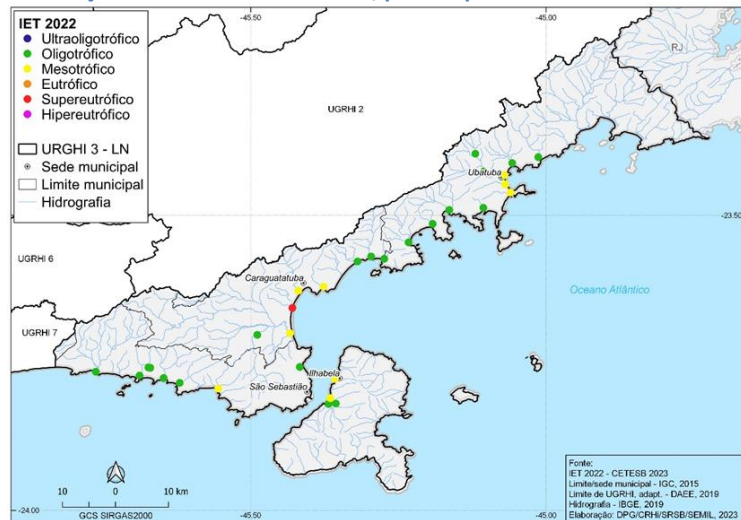 -45.50
-45.00
IET 2022
Ultraoligotrófico
Oligotrófico
Mesotrófico
Eutrófico
Supereutrófico
Hipereutrófico
URGHI 3 - LN
Sede municipal
Limite municipal
Hidrografia
RJ
UGRHI 2
Ubatuba
-23.50
UGRHI 6
Caraguatatuba
Oceano Atlântico
UGRHI 7
Ilhabela
São Sebastião
10 0 10 km
GCS SIRGAS2000
-24.00
-45.50
-45.00
Fonte:
IET 2022 - CETESB 2023
Limite/sede municipal - IGC, 2015
Limite de UGRHI, adapt. - DAEE, 2019
Hidrografia - IBGE, 2019
Elaboração: DPG/CRHi/SRSB/SEMIL, 2023